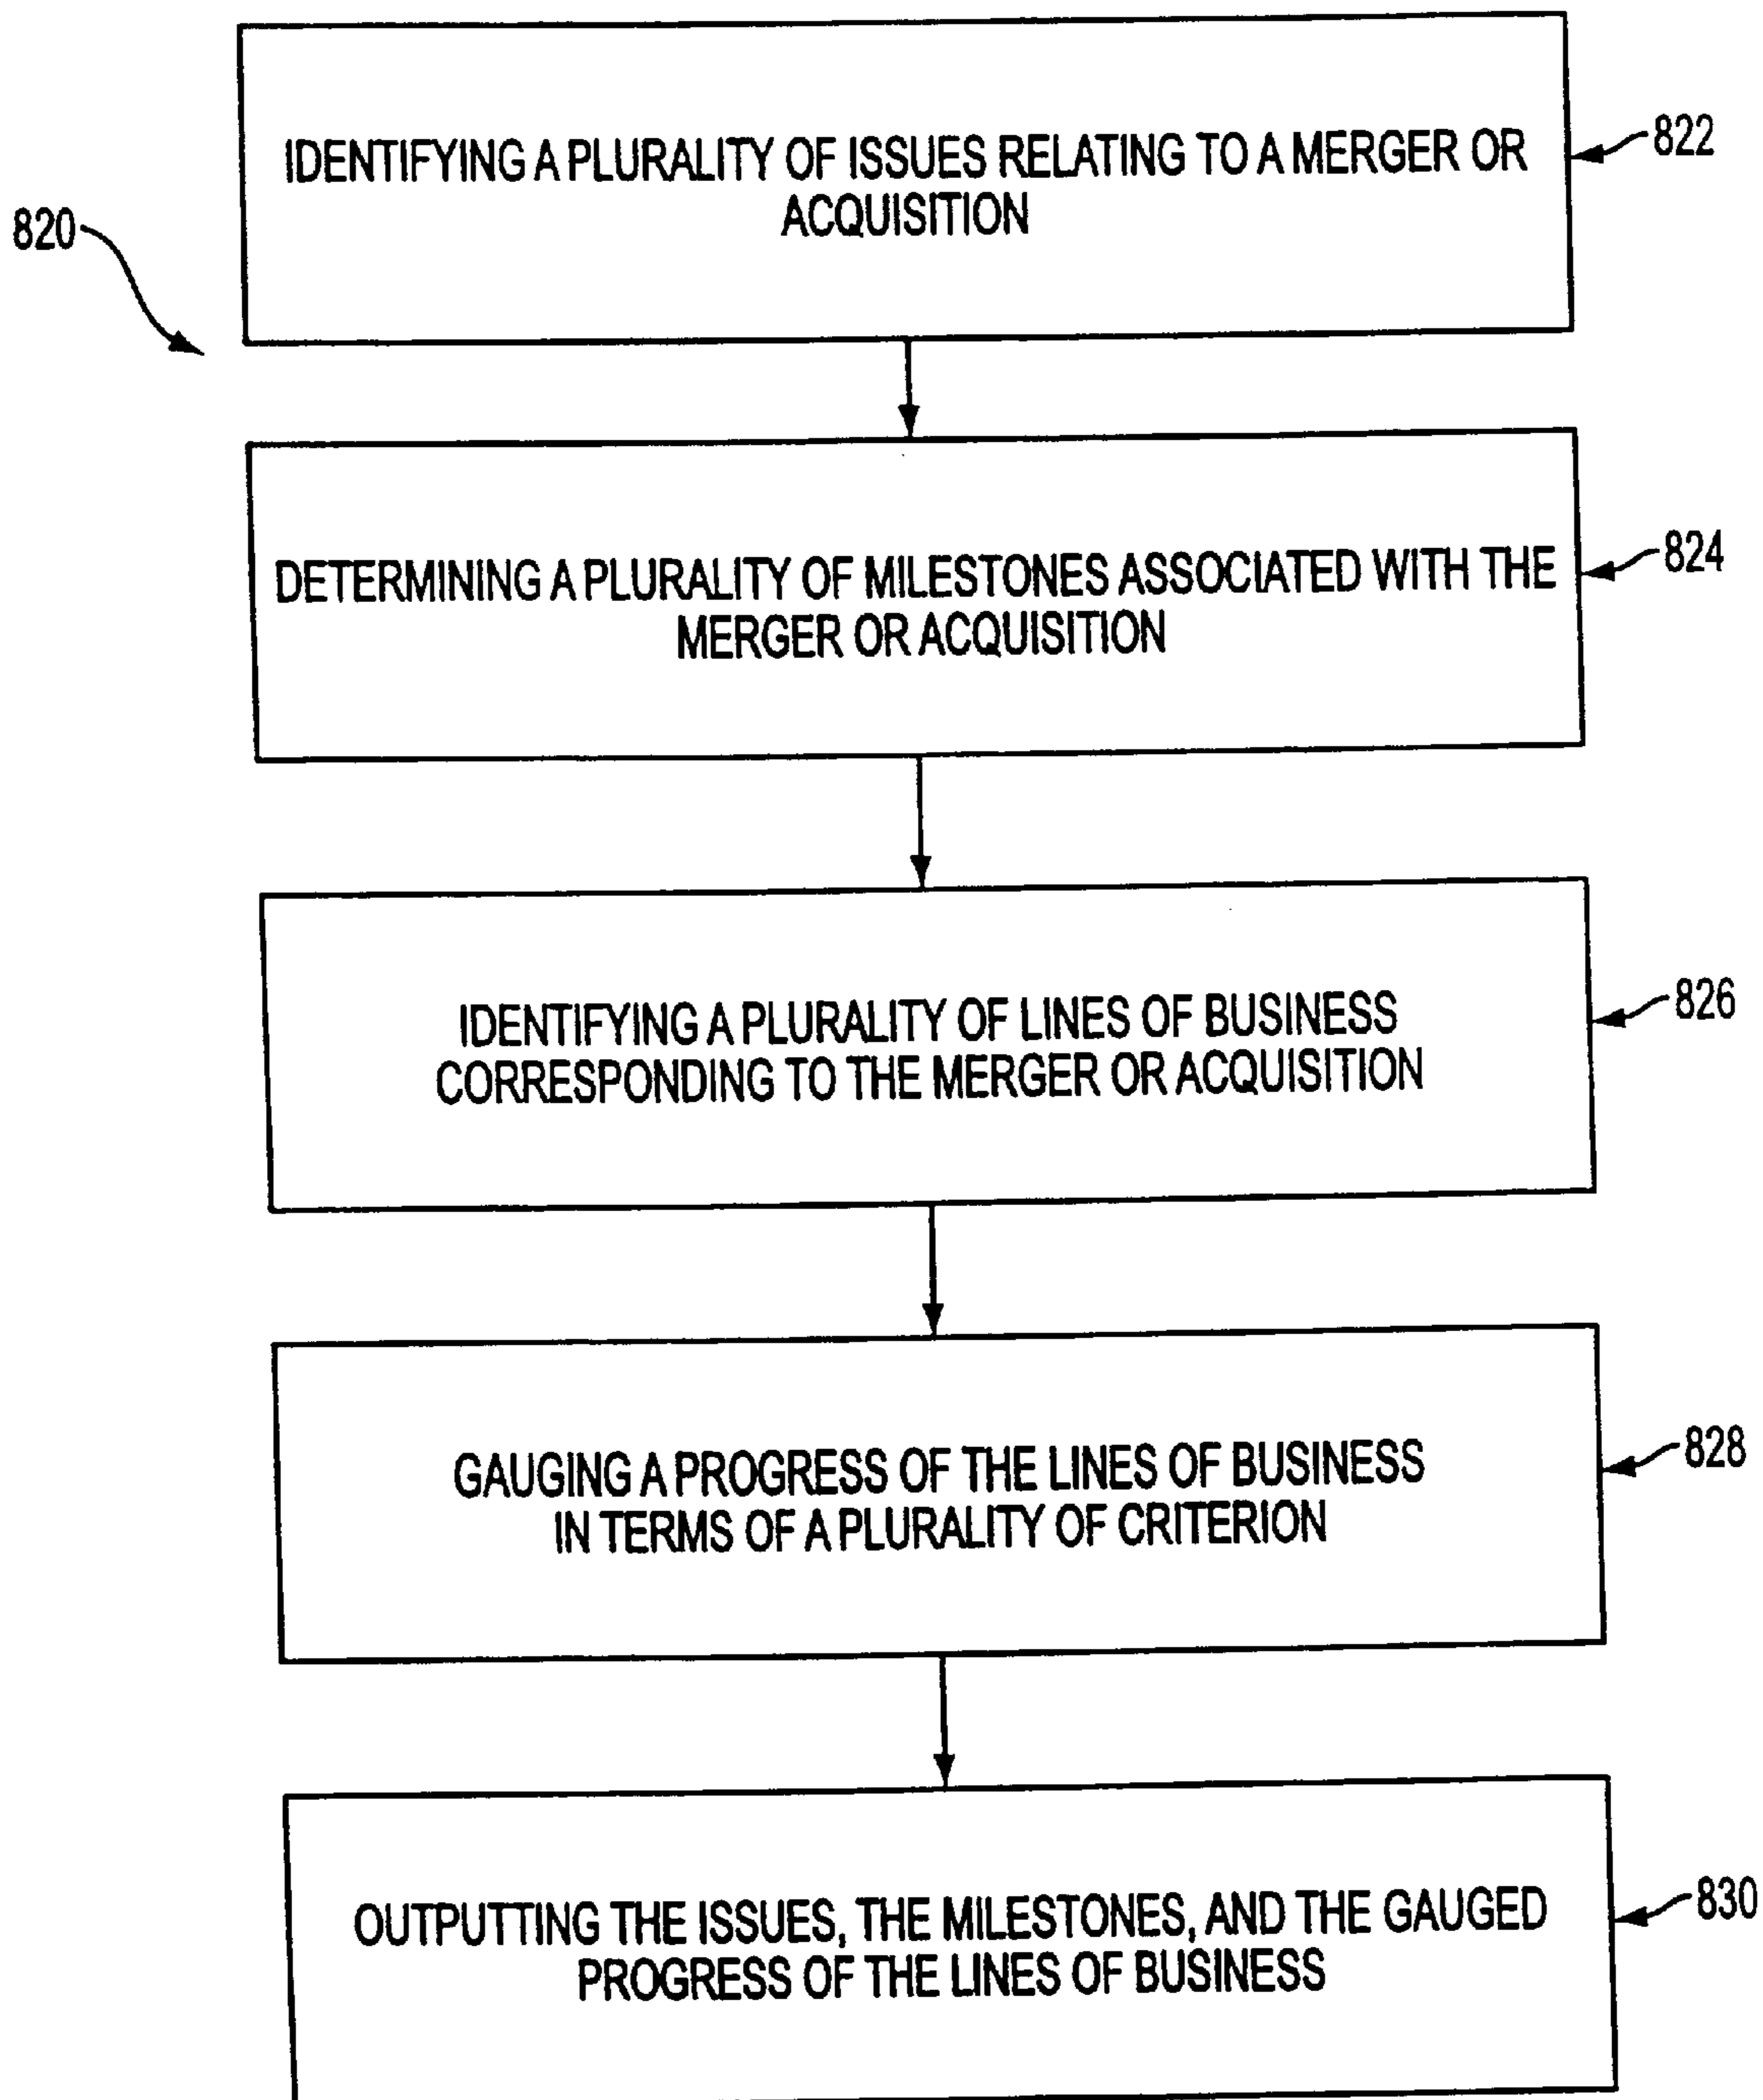 IDENTIFYING A PLURALITY OF ISSUES RELATING TO A MERGER OR
ACQUISITION
822
820
DETERMINING A PLURALITY OF MILESTONES ASSOCIATED WITH THE
MERGER OR ACQUISITION
824
IDENTIFYING A PLURALITY OF LINES OF BUSINESS
CORRESPONDING TO THE MERGER OR ACQUISITION
826
GAUGING A PROGRESS OF THE LINES OF BUSINESS
IN TERMS OF A PLURALITY OF CRITERION
828
OUTPUTTING THE ISSUES, THE MILESTONES, AND THE GAUGED
PROGRESS OF THE LINES OF BUSINESS
830